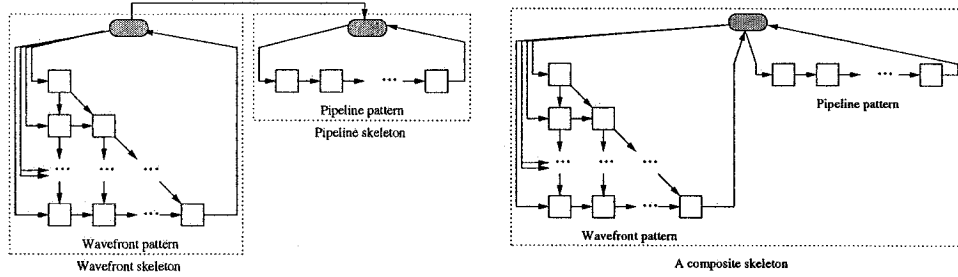 Pipeline pattern
Pipeline skeleton
Wavefront pattern
Wavefront skeleton
Pipeline pattern
Wavefront pattern
A composite skeleton